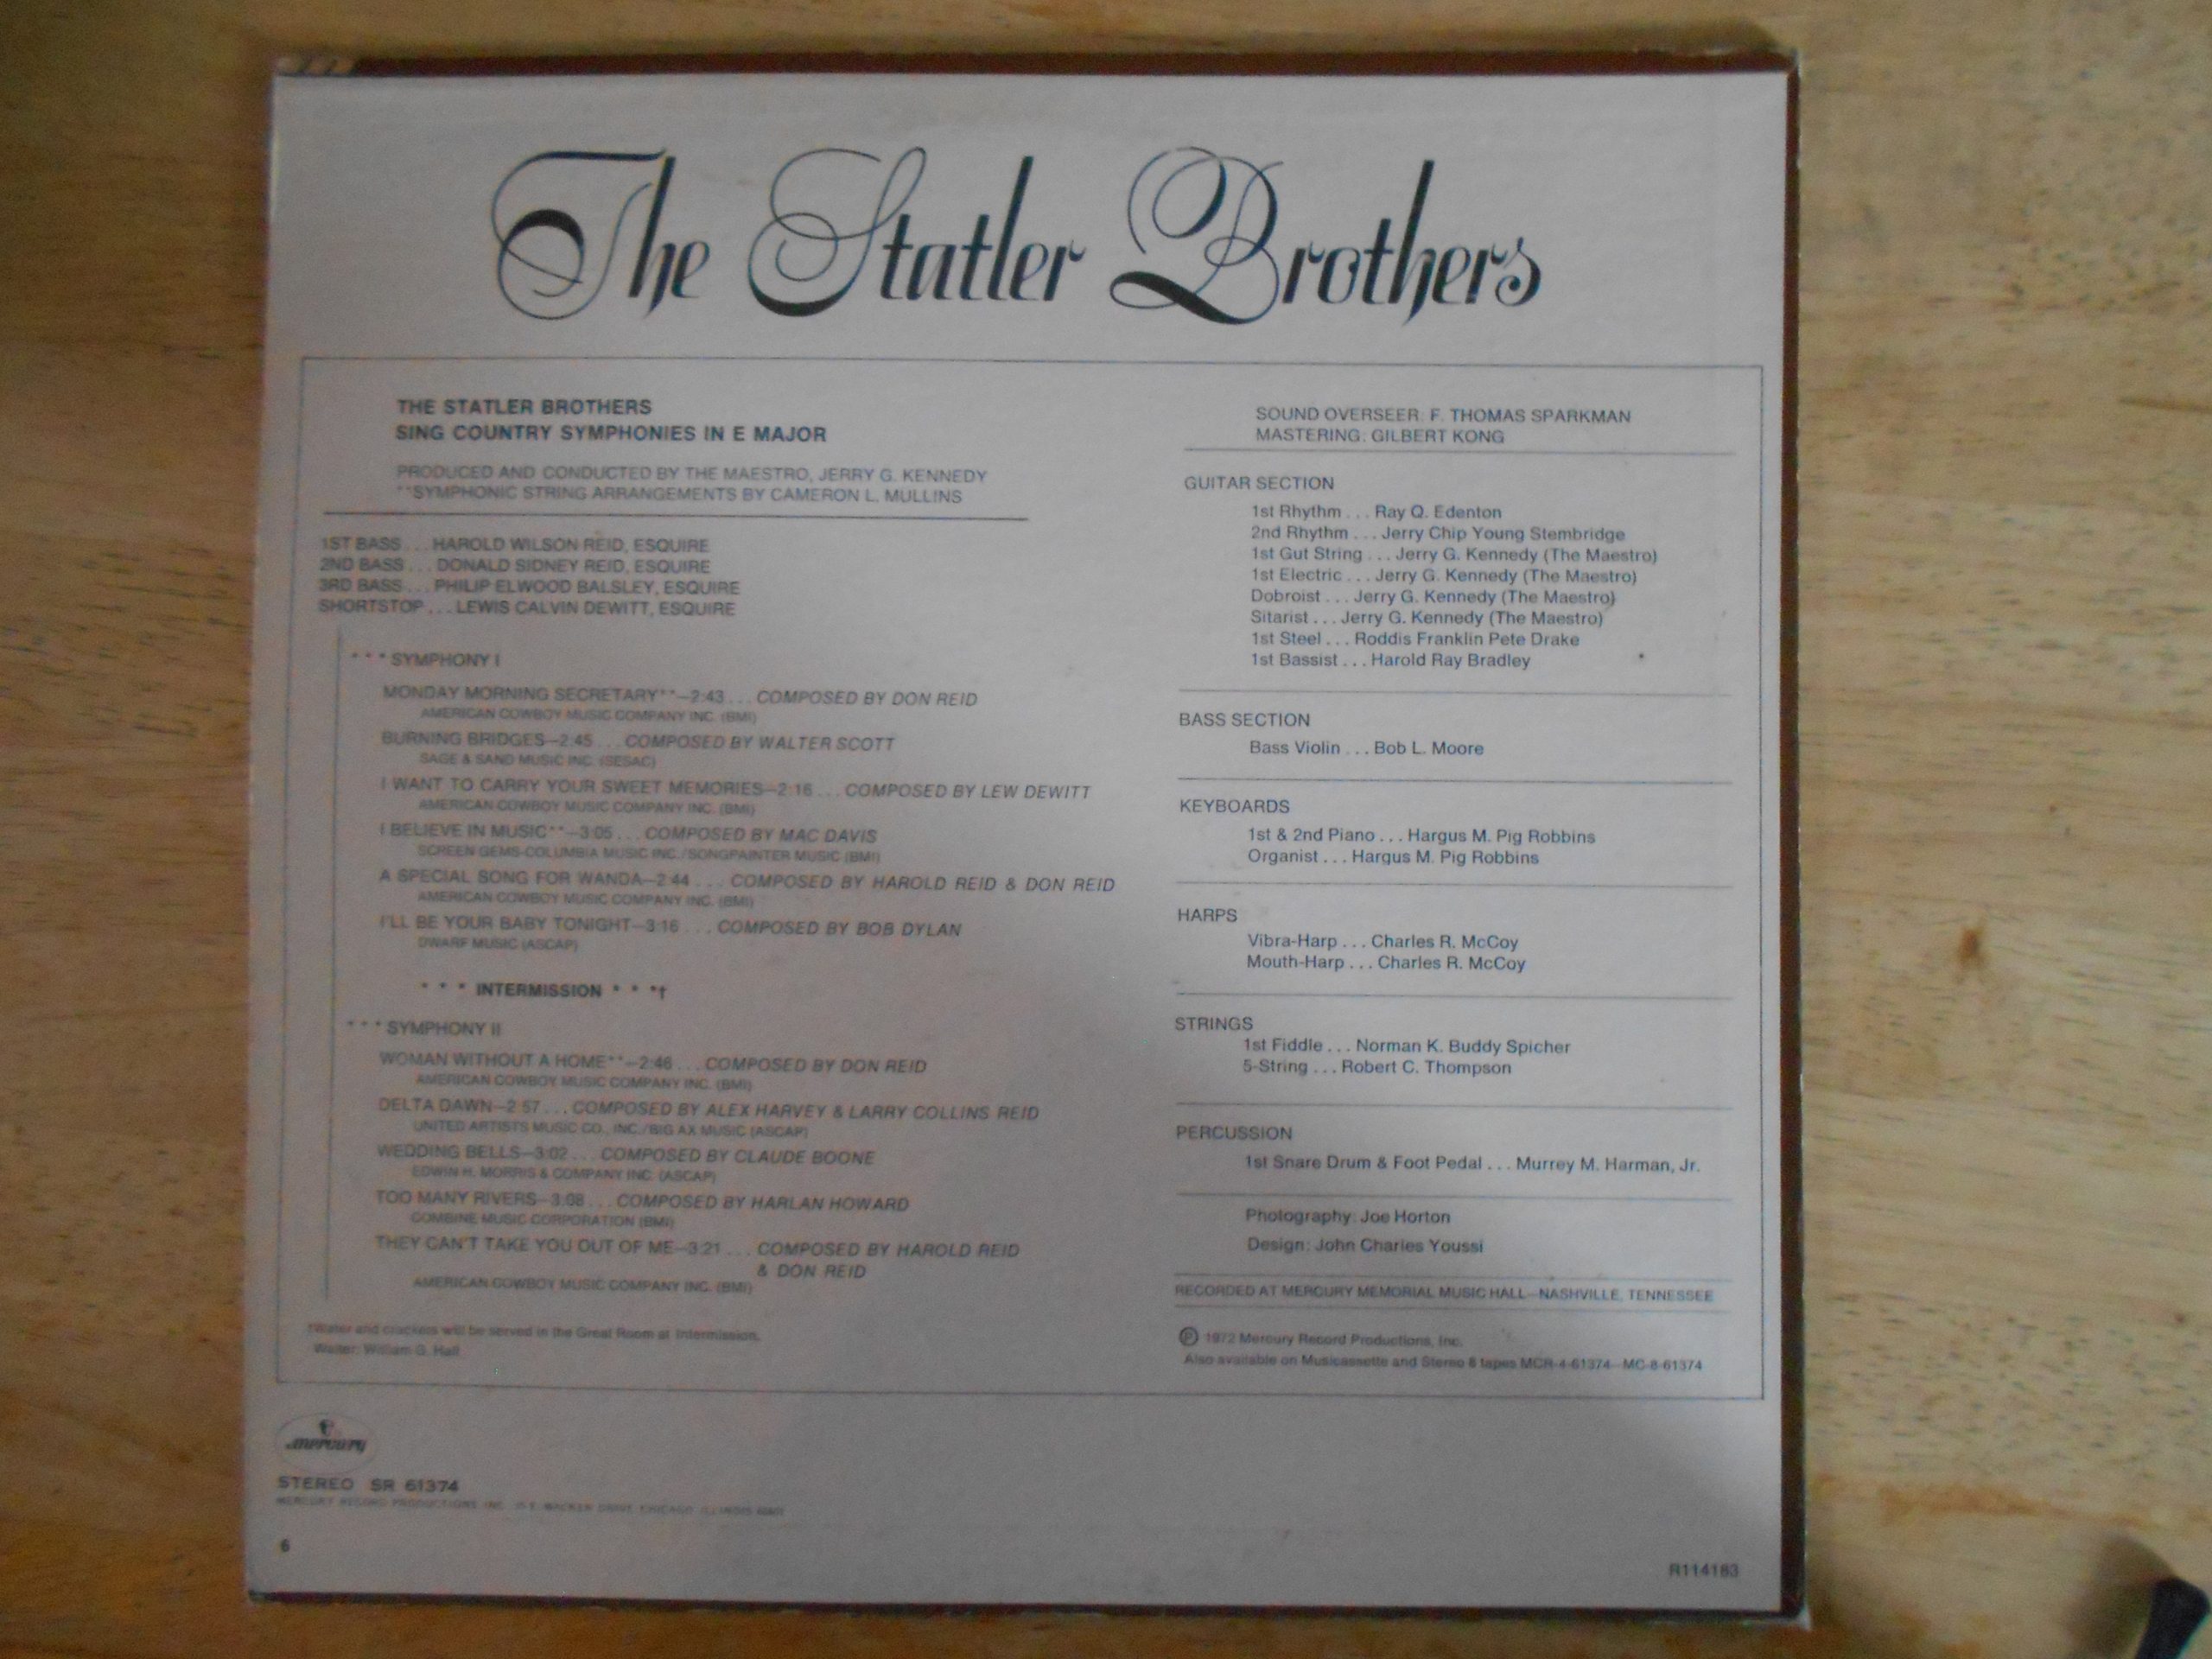 The Statler Brothers
THE STATLER BROTHERS
SING COUNTRY SYMPHONIES IN E MAJOR
PRODUCED AND CONDUCTED BY THE MAESTRO, JERRY G. KENNEDY
**SYMPHONIC STRING ARRANGEMENTS BY CAMERON L. MULLINS
1ST BASS ... HAROLD WILSON REID, ESQUIRE
2ND BASS ... DONALD SIDNEY REID, ESQUIRE
3RD BASS ... PHILIP ELWOOD BALSLEY, ESQUIRE
SHORTSTOP ... LEWIS CALVIN DEWITT, ESQUIRE
* * * SYMPHONY I
MONDAY MORNING SECRETARY**—2:43 ... COMPOSED BY DON REID
AMERICAN COWBOY MUSIC COMPANY INC. (BMI)
BURNING BRIDGES—2:45 ... COMPOSED BY WALTER SCOTT
SAGE & SAND MUSIC INC. (SESAC)
I WANT TO CARRY YOUR SWEET MEMORIES—2:16 ... COMPOSED BY LEW DEWITT
AMERICAN COWBOY MUSIC COMPANY INC. (BMI)
I BELIEVE IN MUSIC**—3:05 ... COMPOSED BY MAC DAVIS
SCREEN GEMS-COLUMBIA MUSIC INC./SONGPAINTER MUSIC (BMI)
A SPECIAL SONG FOR WANDA—2:44 ... COMPOSED BY HAROLD REID & DON REID
AMERICAN COWBOY MUSIC COMPANY INC. (BMI)
I'LL BE YOUR BABY TONIGHT—3:16 ... COMPOSED BY BOB DYLAN
DWARF MUSIC (ASCAP)
* * * INTERMISSION * * *†
* * * SYMPHONY II
WOMAN WITHOUT A HOME**—2:46 ... COMPOSED BY DON REID
AMERICAN COWBOY MUSIC COMPANY INC. (BMI)
DELTA DAWN—2:57 ... COMPOSED BY ALEX HARVEY & LARRY COLLINS REID
UNITED ARTISTS MUSIC CO., INC./BIG AX MUSIC (ASCAP)
WEDDING BELLS—3:02 ... COMPOSED BY CLAUDE BOONE
EDWIN H. MORRIS & COMPANY INC. (ASCAP)
TOO MANY RIVERS—3:08 ... COMPOSED BY HARLAN HOWARD
COMBINE MUSIC CORPORATION (BMI)
THEY CAN'T TAKE YOU OUT OF ME—3:21 ... COMPOSED BY HAROLD REID
& DON REID
AMERICAN COWBOY MUSIC COMPANY INC. (BMI)
†Water and crackers will be served in the Great Room at Intermission.
Waiter: William G. Hall
SOUND OVERSEER: F. THOMAS SPARKMAN
MASTERING: GILBERT KONG
GUITAR SECTION
1st Rhythm ... Ray Q. Edenton
2nd Rhythm ... Jerry Chip Young Stembridge
1st Gut String ... Jerry G. Kennedy (The Maestro)
1st Electric ... Jerry G. Kennedy (The Maestro)
Dobroist ... Jerry G. Kennedy (The Maestro)
Sitarist ... Jerry G. Kennedy (The Maestro)
1st Steel ... Roddis Franklin Pete Drake
1st Bassist ... Harold Ray Bradley
BASS SECTION
Bass Violin ... Bob L. Moore
KEYBOARDS
1st & 2nd Piano ... Hargus M. Pig Robbins
Organist ... Hargus M. Pig Robbins
HARPS
Vibra-Harp ... Charles R. McCoy
Mouth-Harp ... Charles R. McCoy
STRINGS
1st Fiddle ... Norman K. Buddy Spicher
5-String ... Robert C. Thompson
PERCUSSION
1st Snare Drum & Foot Pedal ... Murrey M. Harman, Jr.
Photography: Joe Horton
Design: John Charles Youssi
RECORDED AT MERCURY MEMORIAL MUSIC HALL—NASHVILLE, TENNESSEE
Ⓟ 1972 Mercury Record Productions, Inc.
Also available on Musicassette and Stereo 8 tapes MCR-4-61374 MC-8-61374
mercury
STEREO SR 61374
MERCURY RECORD PRODUCTIONS INC. 35 E. WACKER DRIVE CHICAGO ILLINOIS
6
R114183